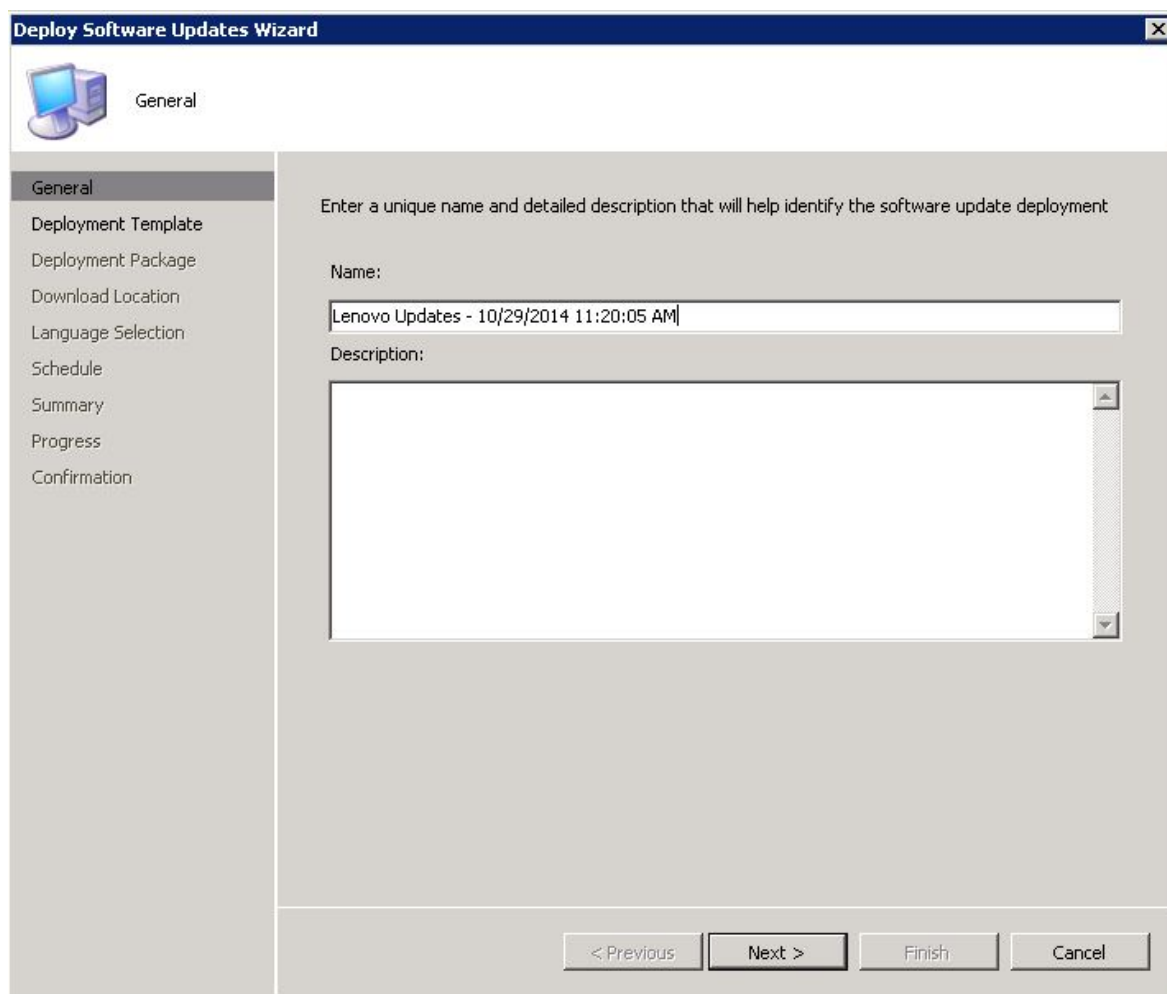 Deploy Software Updates Wizard
General
General
Deployment Template
Deployment Package
Download Location
Language Selection
Schedule
Summary
Progress
Confirmation
Enter a unique name and detailed description that will help identify the software update deployment
Name:
Lenovo Updates - 10/29/2014 11:20:05 AM
Description:
< Previous
Next >
Finish
Cancel